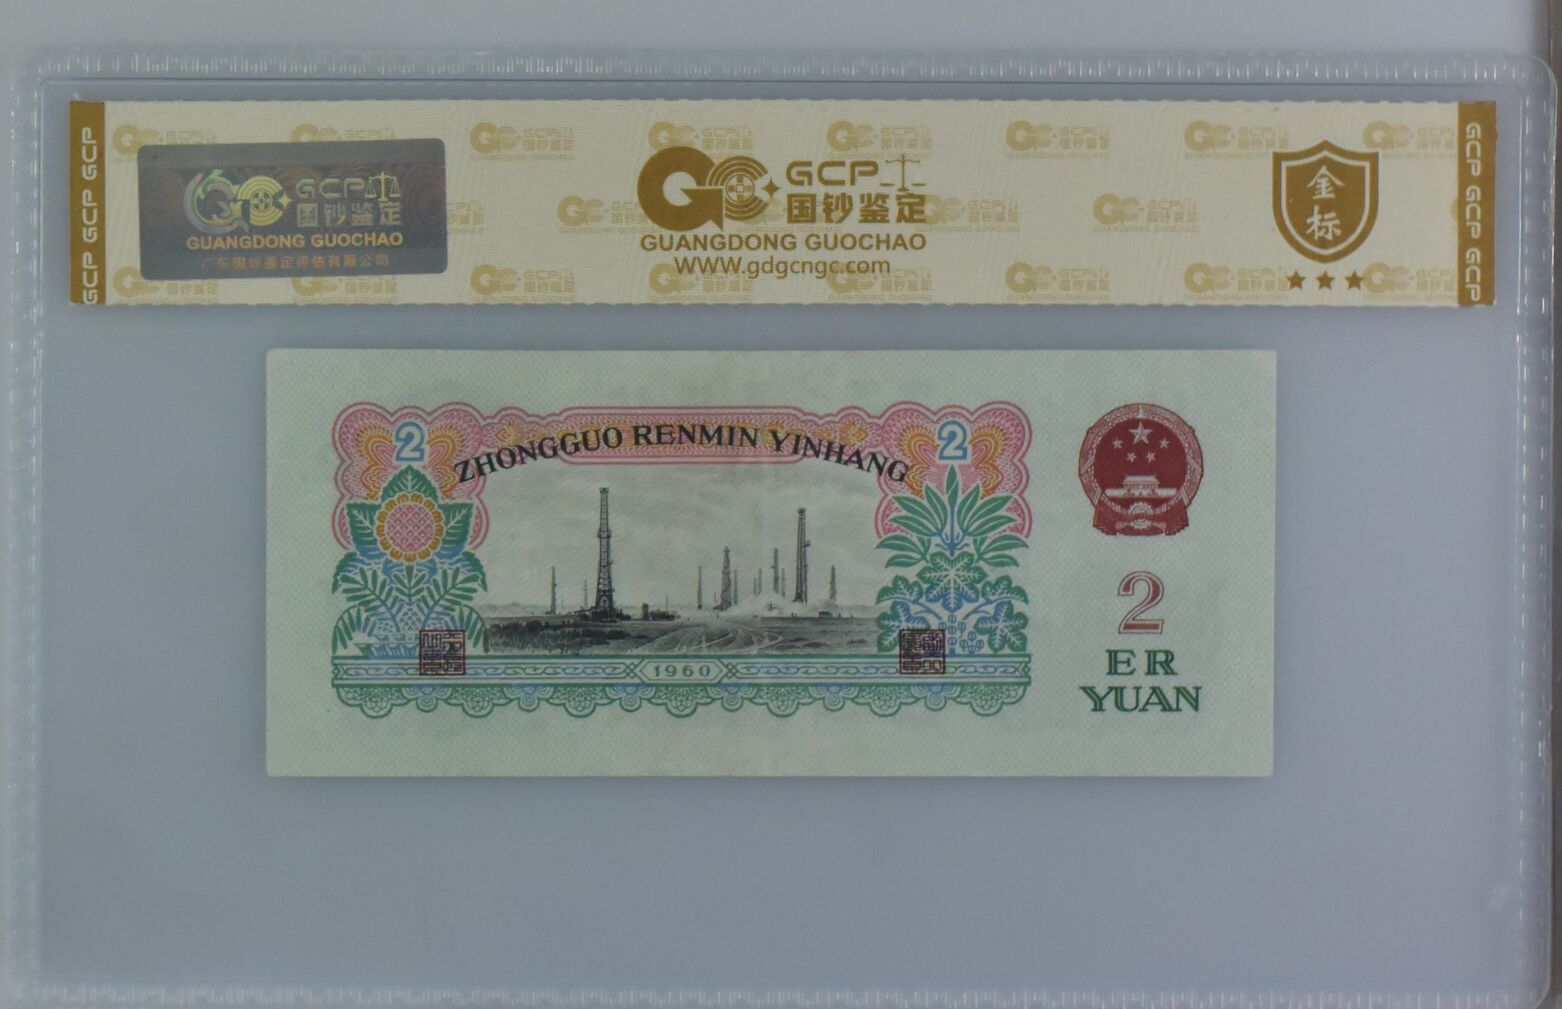 GCP GCP GCP
GCP
国钞鉴定
GUANGDONG GUOCHAO
广东国钞鉴定评估有限公司
GCP
国钞鉴定
GUANGDONG GUOCHAO
WWW.gdgcngc.com
金标
GCP GCP GCP
2
ZHONGGUO RENMIN YINHANG
2
1960
2
ER
YUAN